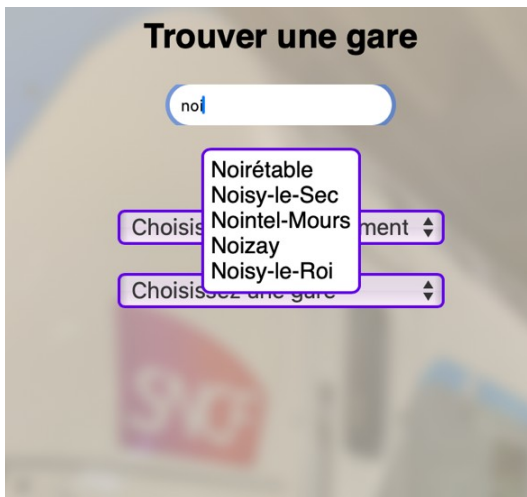 Trouver une gare
noi
Noirétable
Noisy-le-Sec
Nointel-Mours
Noizay
Noisy-le-Roi
Choisis
ment
Choisissez une gare
SNCF